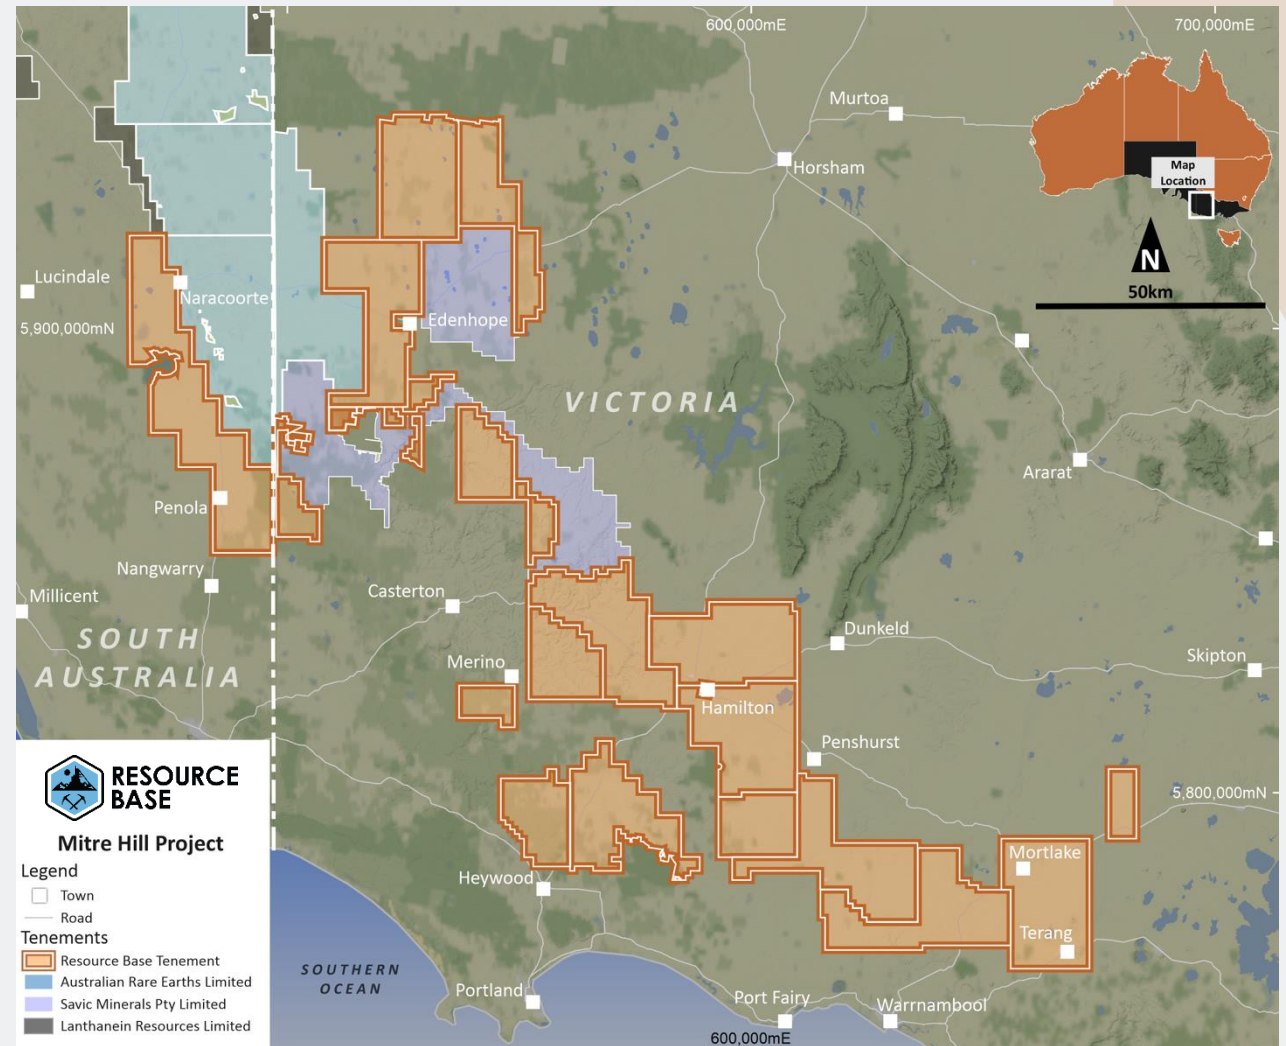 600,000mE
700,000mE
Murtoa
Horsham
Map
Location
N
50km
Lucindale
Naracoorte
5,900,000mN
Edenhope
VICTORIA
Ararat
Penola
Nangwarry
Millicent
Casterton
SOUTH
AUSTRALIA
Dunkeld
Merino
Skipton
Hamilton
Penshurst
5,800,000mN
RESOURCE
BASE
Mitre Hill Project
Legend
Town
Road
Tenements
Resource Base Tenement
Australian Rare Earths Limited
Savic Minerals Pty Limited
Lanthanein Resources Limited
Mortlake
Heywood
Terang
SOUTHERN
OCEAN
Portland
Port Fairy
Warrnambool
600,000mE